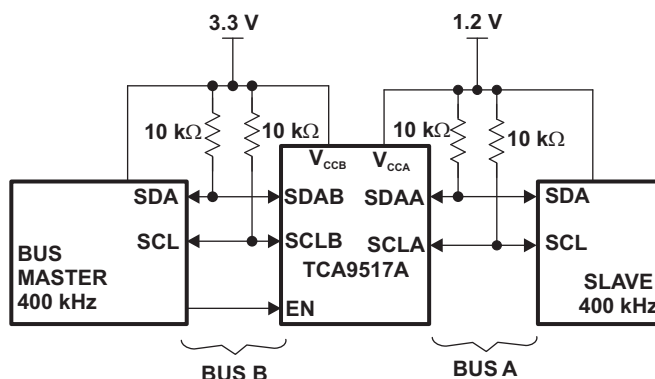 3.3 V
1.2 V
10 kΩ
10 kΩ
10 kΩ
10 kΩ
VCCB
VCCA
SDA
SDAB
SDAA
SDA
SCL
SCLB
SCLA
SCL
BUS
MASTER
400 kHz
TCA9517A
EN
SLAVE
400 kHz
BUS B
BUS A